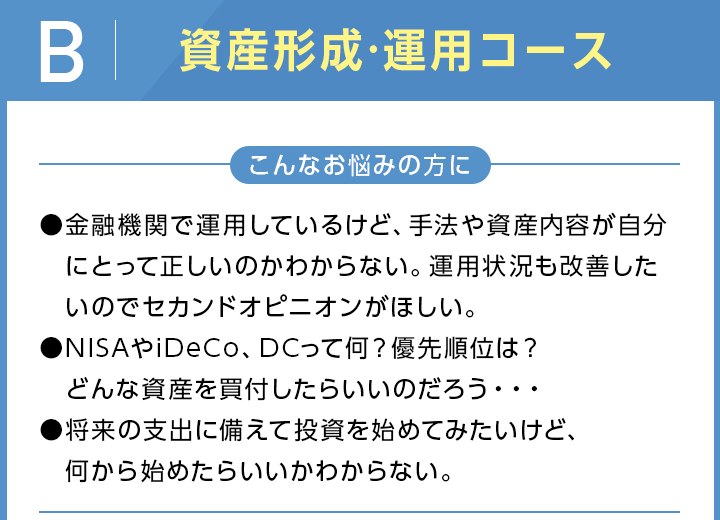 B
資産形成・運用コース
こんなお悩みの方に
●金融機関で運用しているけど、手法や資産内容が自分
にとって正しいのかわからない。運用状況も改善した
いのでセカンドオピニオンがほしい。
●NISAやiDeCo、DCって何？優先順位は？
どんな資産を買付したらいいのだろう・・・
●将来の支出に備えて投資を始めてみたいけど、
何から始めたらいいかわからない。